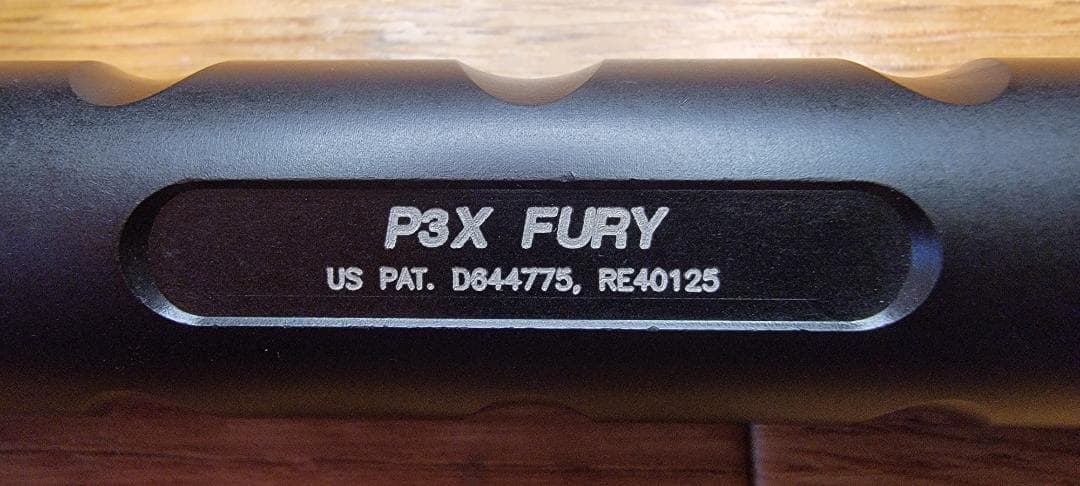 P3X FURY
US PAT. D644775, RE40125